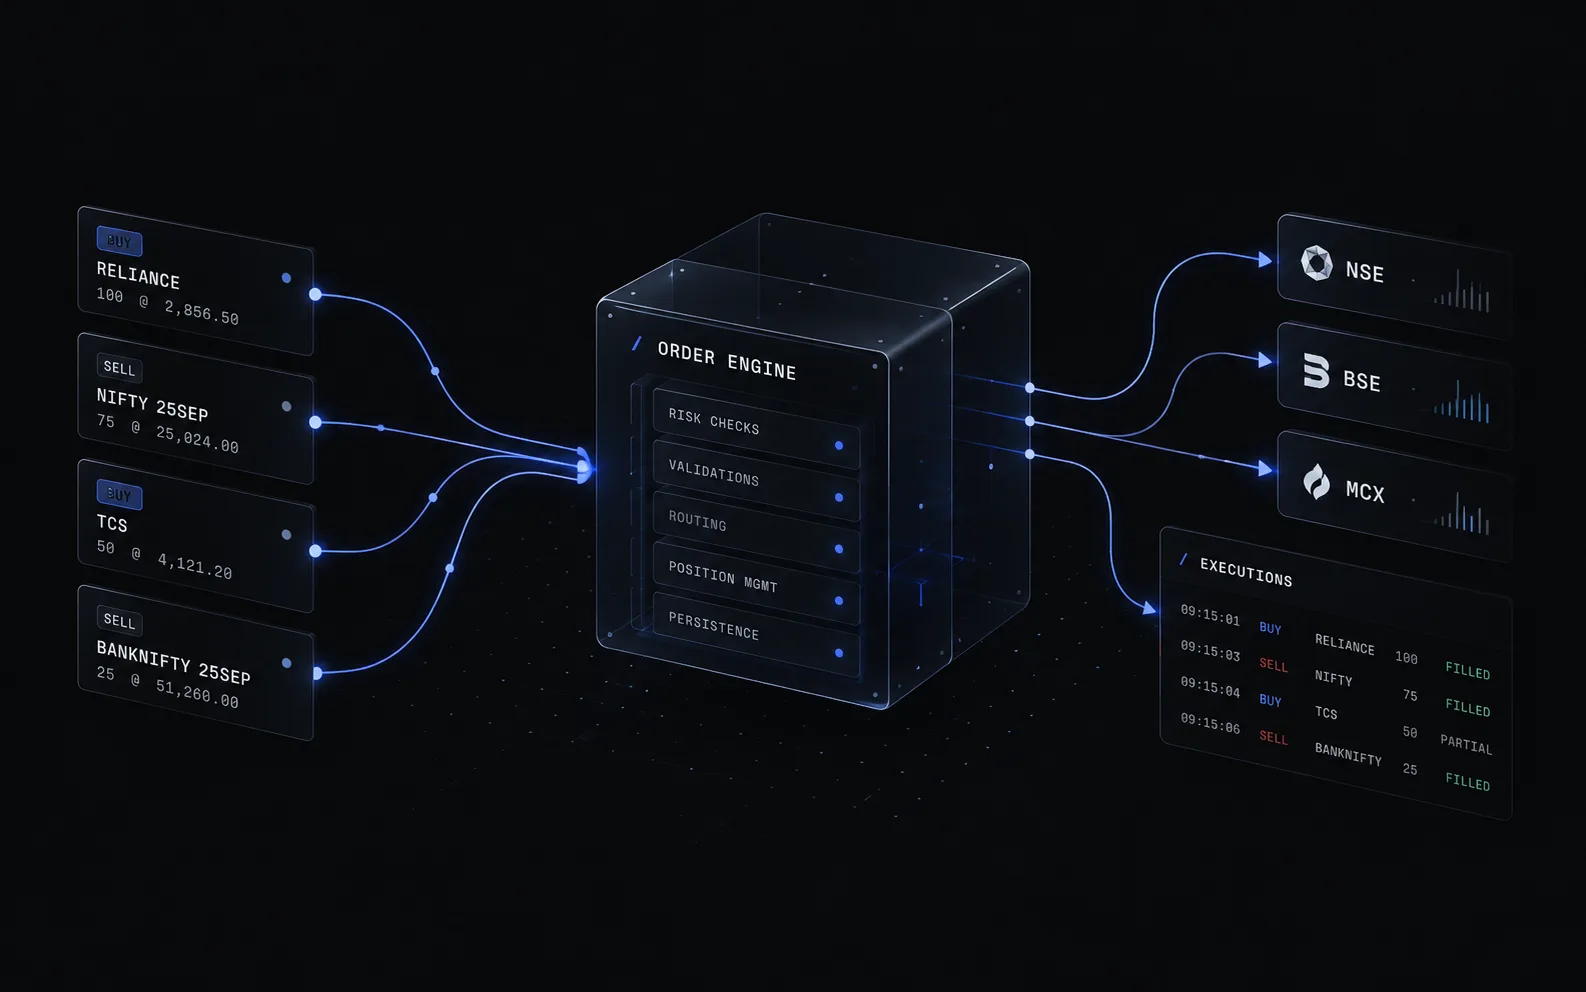 BUY
RELIANCE
100 @ 2,856.50
SELL
NIFTY 25SEP
75 @ 25,024.00
BUY
TCS
50 @ 4,121.20
SELL
BANKNIFTY 25SEP
25 @ 51,260.00
/ ORDER ENGINE
RISK CHECKS
VALIDATIONS
ROUTING
POSITION MGMT
PERSISTENCE
NSE
BSE
MCX
/ EXECUTIONS
09:15:01 BUY RELIANCE 100 FILLED
09:15:03 SELL NIFTY 75 FILLED
09:15:04 BUY TCS 50 PARTIAL
09:15:06 SELL BANKNIFTY 25 FILLED